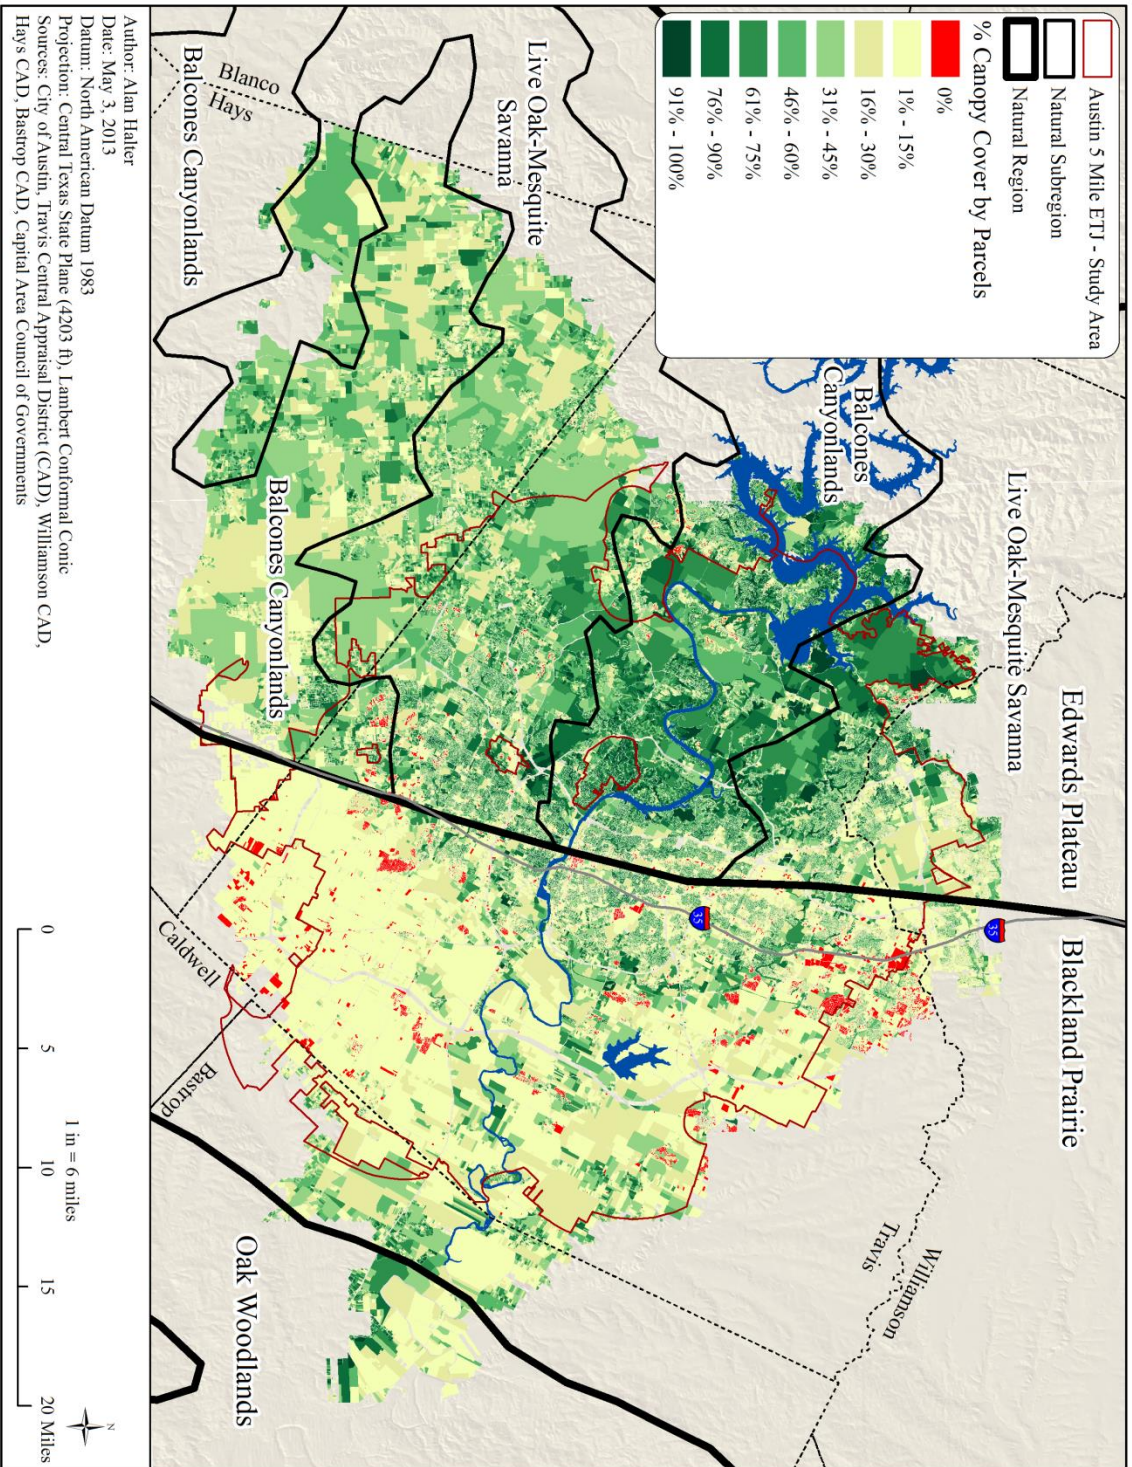 Austin 5 Mile ETJ - Study Area
Natural Subregion
Natural Region
% Canopy Cover by Parcels
0%
1% - 15%
16% - 30%
31% - 45%
46% - 60%
61% - 75%
76% - 90%
91% - 100%
Live Oak-Mesquite Savanna
Edwards Plateau
Blackland Prairie
35
35
Williamson
Travis
Balcones
Canyonlands
Live Oak-Mesquite
Savanna
Blanco
Hays
Balcones Canyonlands
Balcones Canyonlands
Caldwell
Bastrop
Oak Woodlands
Author: Alan Halter
Date: May 3, 2013
Datum: North American Datum 1983
Projection: Central Texas State Plane (4203 ft), Lambert Conformal Conic
Sources: City of Austin, Travis Central Appraisal District (CAD), Williamson CAD,
Hays CAD, Bastrop CAD, Capital Area Council of Governments
1 in = 6 miles
0 5 10 15 20 Miles
N